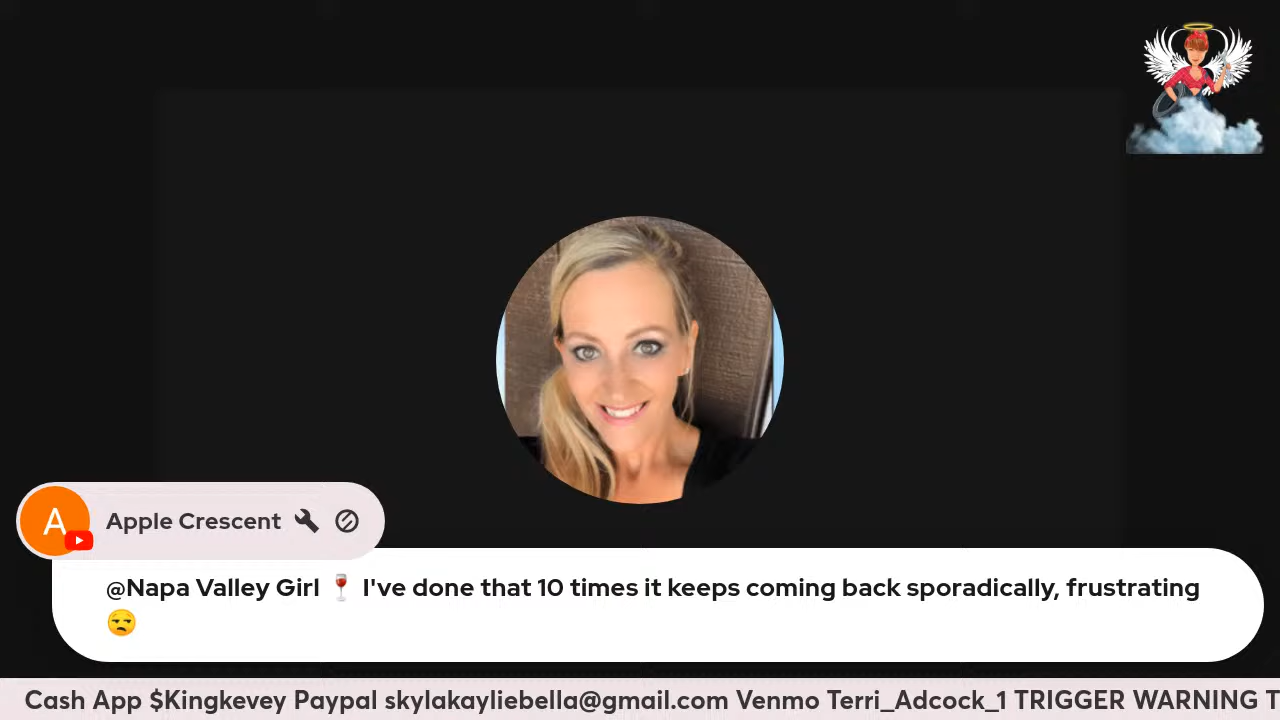 A Apple Crescent
@Napa Valley Girl 🍷 I've done that 10 times it keeps coming back sporadically, frustrating
😒
Cash App $Kingkevey Paypal skylakayliebella@gmail.com Venmo Terri_Adcock_1 TRIGGER WARNING T